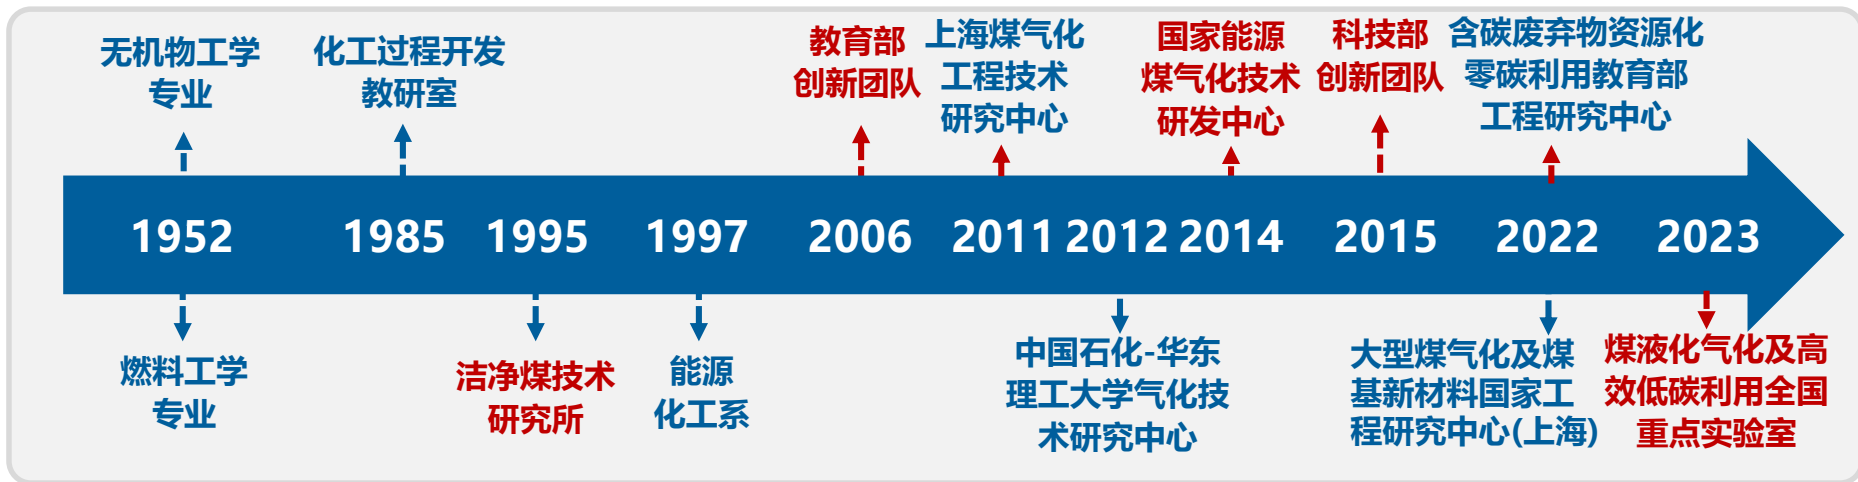 无机物工学
专业
化工过程开发
教研室
教育部
创新团队
上海煤气化
工程技术
研究中心
国家能源
煤气化技术
研发中心
科技部
创新团队
含碳废弃物资源化
零碳利用教育部
工程研究中心
1952
1985
1995
1997
2006
2011
2012
2014
2015
2022
2023
燃料工学
专业
洁净煤技术
研究所
能源
化工系
中国石化-华东
理工大学气化技
术研究中心
大型煤气化及煤
基新材料国家工
程研究中心(上海)
煤液化气化及高
效低碳利用全国
重点实验室